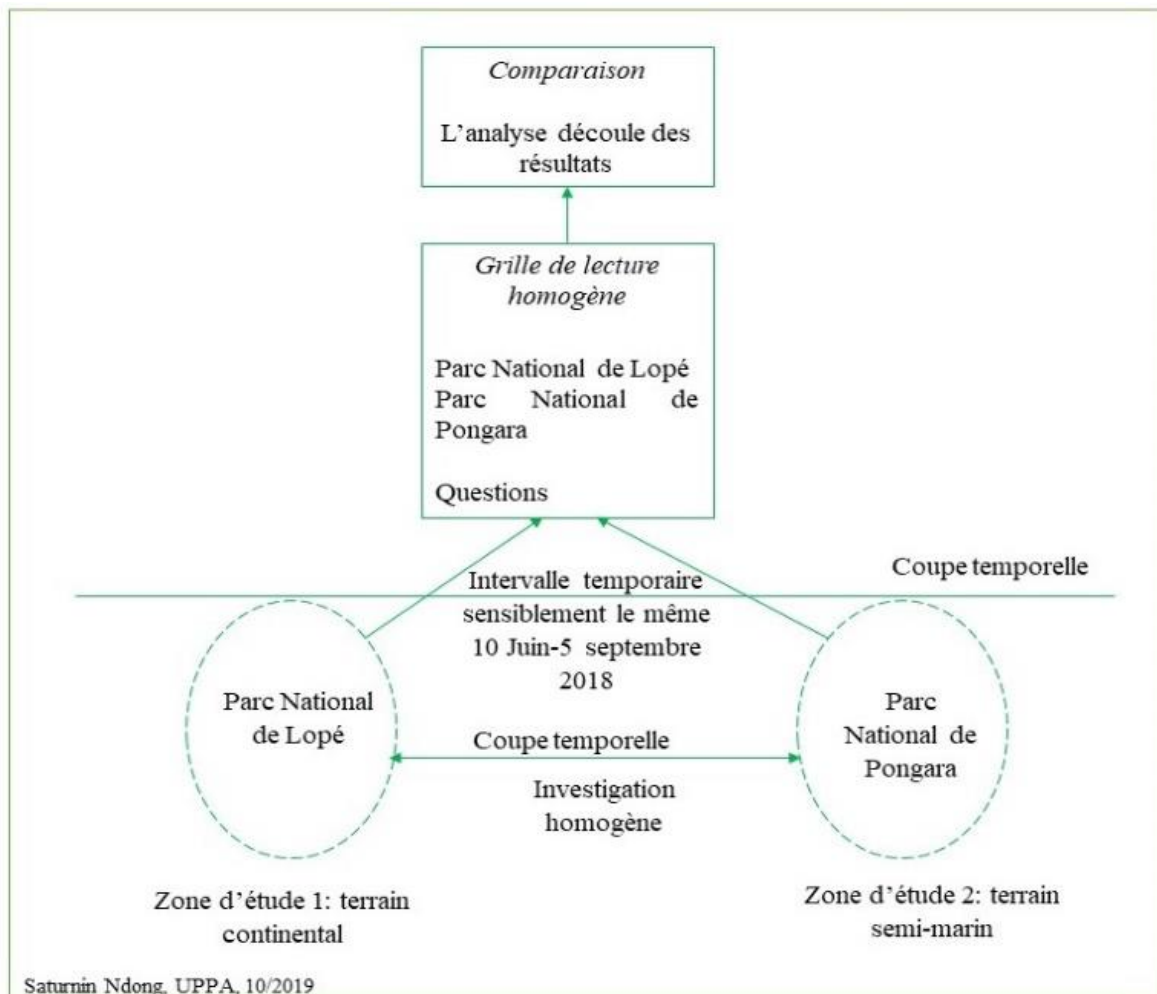 Comparaison
L'analyse découle des
résultats
Grille de lecture
homogène
Parc National de Lopé
Parc National de
Pongara
Questions
Coupe temporelle
Intervalle temporaire
sensiblement le même
10 Juin-5 septembre
2018
Parc National
de Lopé
Parc
National de
Pongara
Coupe temporelle
Investigation
homogène
Zone d'étude 1: terrain
continental
Zone d'étude 2: terrain
semi-marin
Saturnin Ndong, UPPA, 10/2019